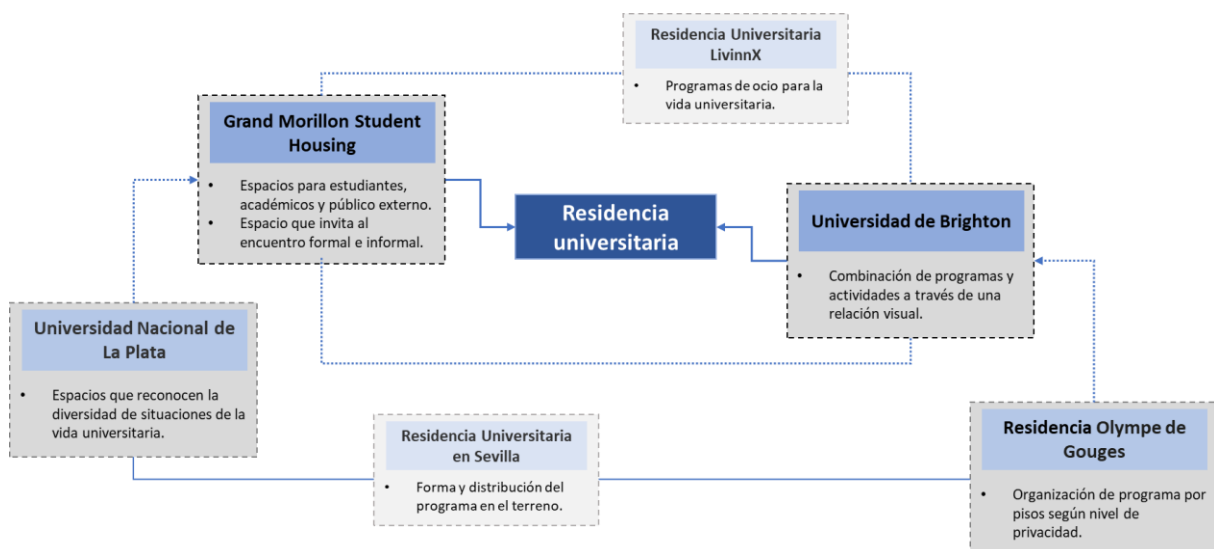 Residencia Universitaria
LivinnX
• Programas de ocio para la
vida universitaria.
Grand Morillon Student
Housing
• Espacios para estudiantes,
académicos y público externo.
• Espacio que invita al
encuentro formal e informal.
Residencia
universitaria
Universidad de Brighton
• Combinación de programas y
actividades a través de una
relación visual.
Universidad Nacional de
La Plata
• Espacios que reconocen la
diversidad de situaciones de la
vida universitaria.
Residencia Universitaria
en Sevilla
• Forma y distribución del
programa en el terreno.
Residencia Olympe de
Gouges
• Organización de programa por
pisos según nivel de
privacidad.